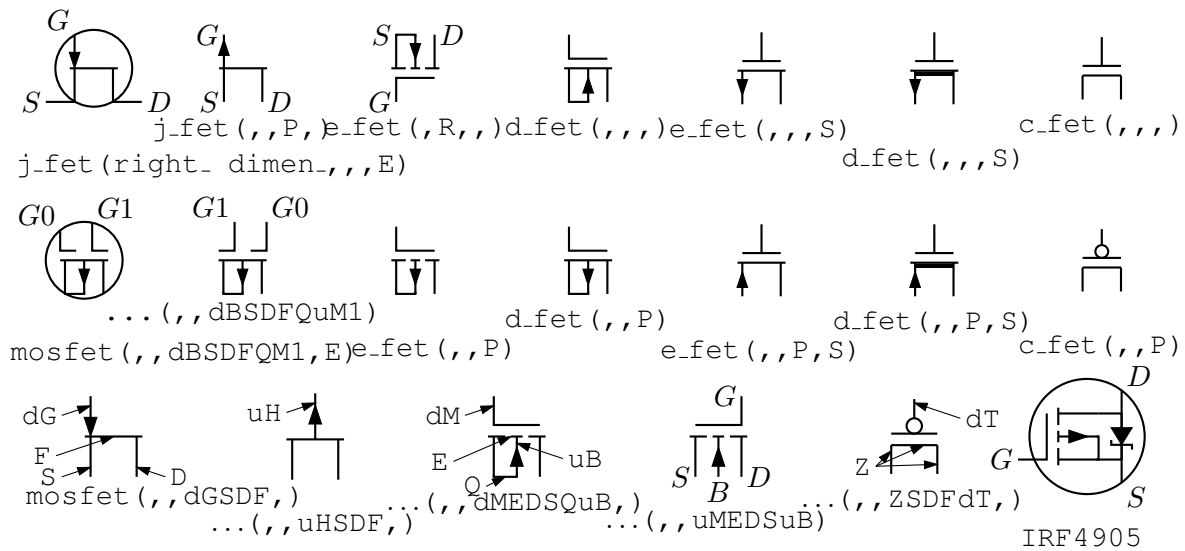 G G S D
S D S D G
j_fet(,,P,) e_fet(,R,,) d_fet(,,,) e_fet(,,,S) c_fet(,,,)
j_fet(right_ dimen_,,,E) d_fet(,,,S)
G0 G1 G1 G0
...(,,dBSDFQuM1) d_fet(,,P) d_fet(,,P,S)
mosfet(,,dBSDFQM1,E) e_fet(,,P) e_fet(,,P,S) c_fet(,,P)
dG uH dM G dT D
F E uB Z G
S D Q S B D S
mosfet(,,dGSDF,) ...(,,dMEDSQuB,) ...(,,ZSDFdT,)
...(,,uHSDF,) ...(,,uMEDSuB)
IRF4905